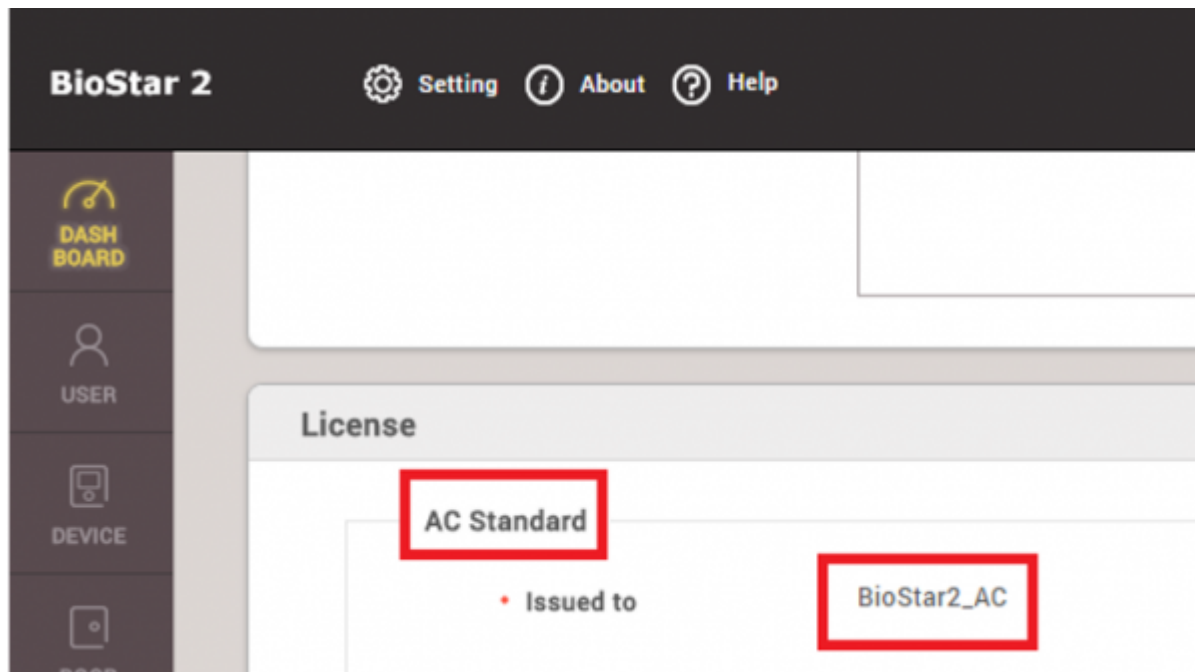 BioStar 2
Setting
About
Help
DASH
BOARD
USER
DEVICE
License
AC Standard
Issued to
BioStar2_AC